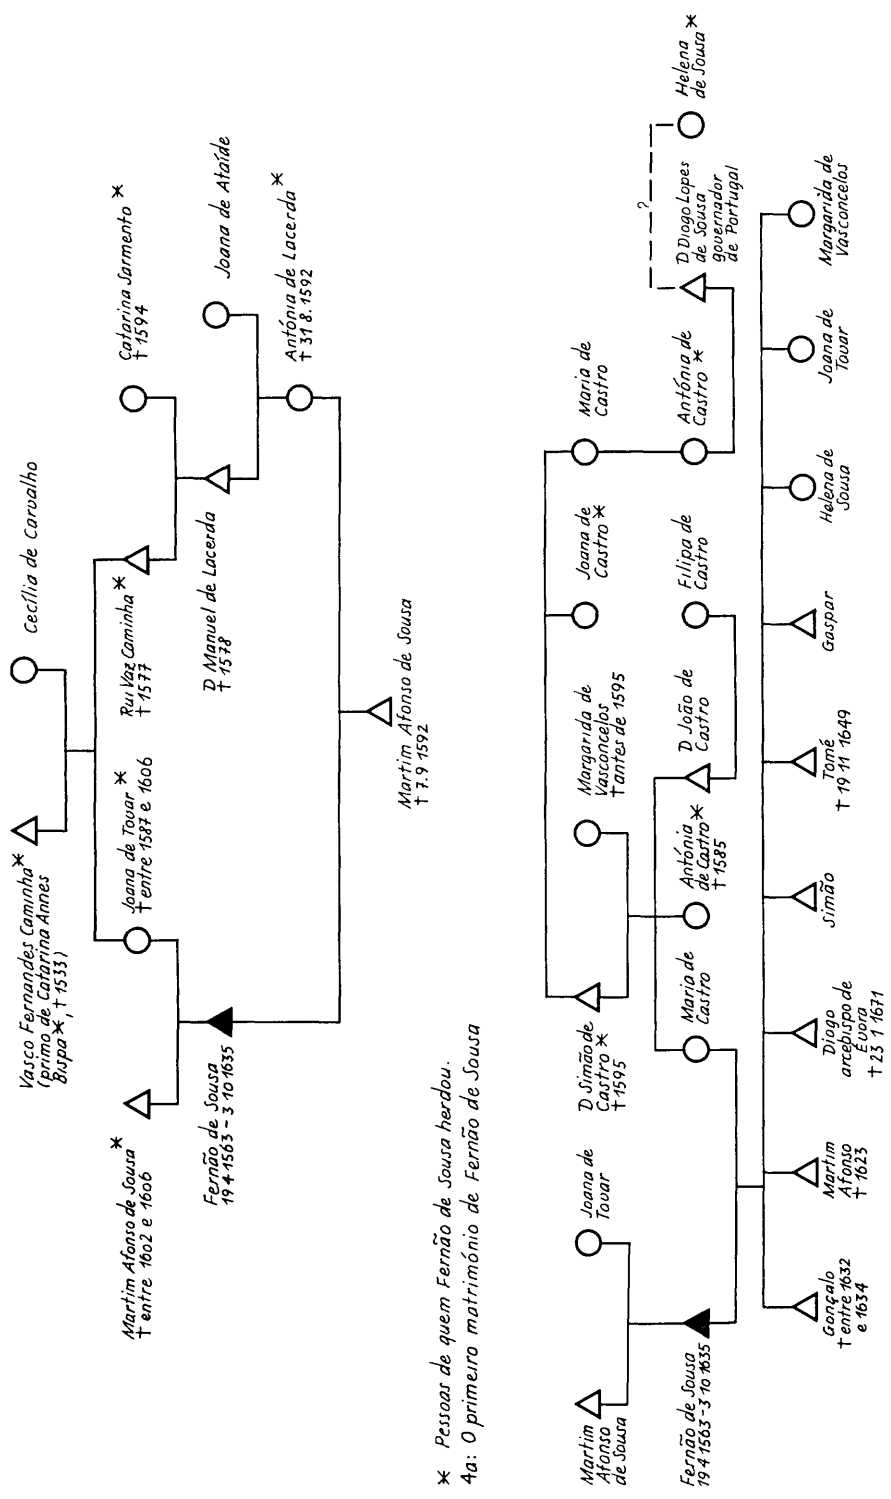 Vasco Fernandes Caminha*
(primo de Catarina Annes
Bispa*, † 1533)
Cecília de Carvalho
Martim Afonso de Sousa*
† entre 1602 e 1606
Joana de Tovar*
† entre 1587 e 1606
Rui Vaz Caminha*
† 1577
Catarina Sarmento*
† 1594
Fernão de Sousa
19 4 1563 - 3 10 1635
D Manuel de Lacerda
† 1578
Joana de Ataíde
Antónia de Lacerda*
† 31 8. 1592
Martim Afonso de Sousa
† 7.9 1592
* Pessoas de quem Fernão de Sousa herdou.
4a: O primeiro matrimónio de Fernão de Sousa
Martim
Afonso
de Sousa
Joana de
Tovar
D Simão de
Castro*
† 1595
Margarida de
Vasconcelos
† antes de 1595
Joana de
Castro*
Maria de
Castro
Fernão de Sousa
19 4 1563 - 3 10 1635
Maria de
Castro
Antónia
de Castro*
† 1585
D João de
Castro
Filipa de
Castro
Antónia de
Castro*
?
D Diogo Lopes
de Sousa
governador
de Portugal
Helena
de Sousa*
Gonçalo
† entre 1632
e 1634
Martim
Afonso
† 1623
Diogo
arcebispo de
Évora
† 23 1 1671
Simão
Tomé
† 19 11 1649
Gaspar
Helena de
Sousa
Joana de
Tovar
Margarida de
Vasconcelos